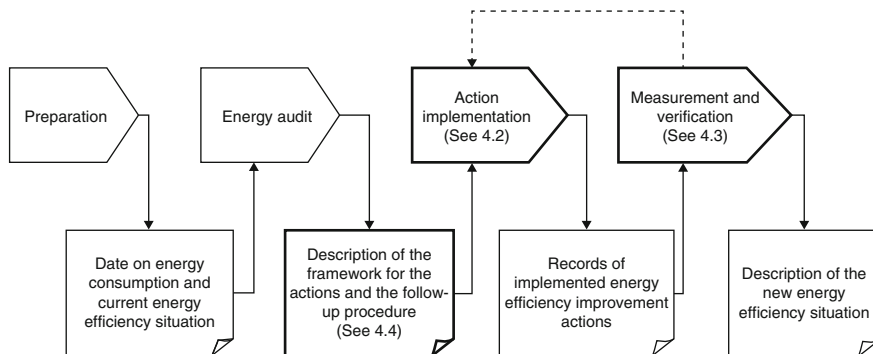 Preparation
Energy audit
Action
implementation
(See 4.2)
Measurement and
verification
(See 4.3)
Date on energy
consumption and
current energy
efficiency situation
Description of the
framework for the
actions and the follow-
up procedure
(See 4.4)
Records of
implemented energy
efficiency improvement
actions
Description of the
new energy
efficiency situation